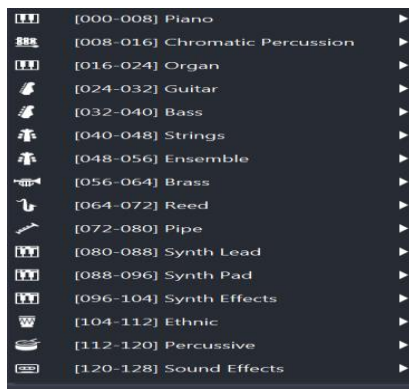 [000-008] Piano
[008-016] Chromatic Percussion
[016-024] Organ
[024-032] Guitar
[032-040] Bass
[040-048] Strings
[048-056] Ensemble
[056-064] Brass
[064-072] Reed
[072-080] Pipe
[080-088] Synth Lead
[088-096] Synth Pad
[096-104] Synth Effects
[104-112] Ethnic
[112-120] Percussive
[120-128] Sound Effects